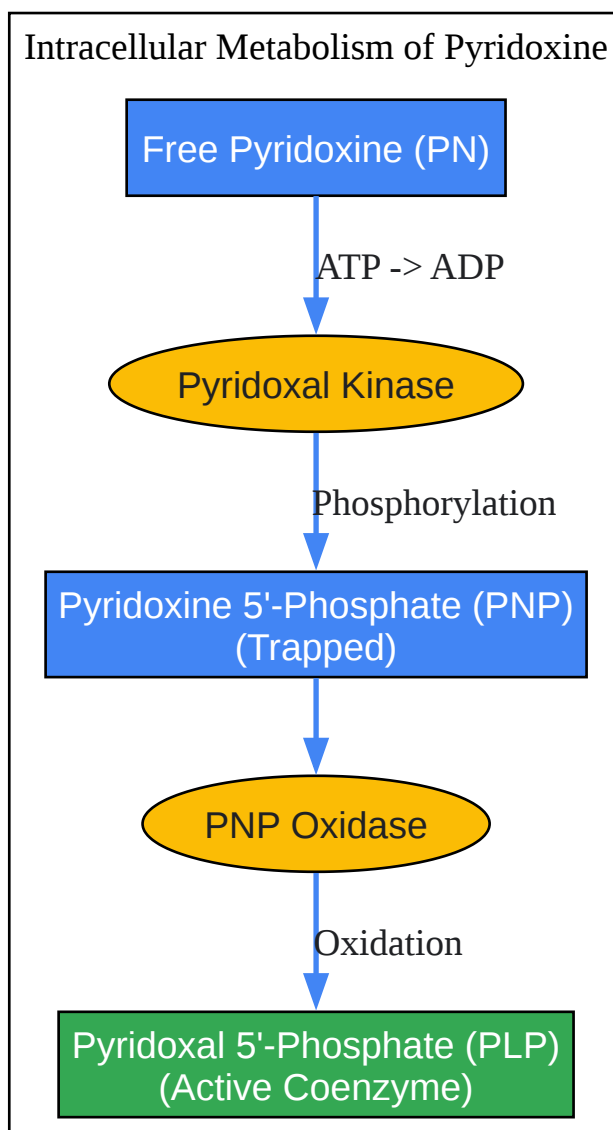 Intracellular Metabolism of Pyridoxine
Free Pyridoxine (PN)
ATP -> ADP
Pyridoxal Kinase
Phosphorylation
Pyridoxine 5'-Phosphate (PNP)
(Trapped)
PNP Oxidase
Oxidation
Pyridoxal 5'-Phosphate (PLP)
(Active Coenzyme)